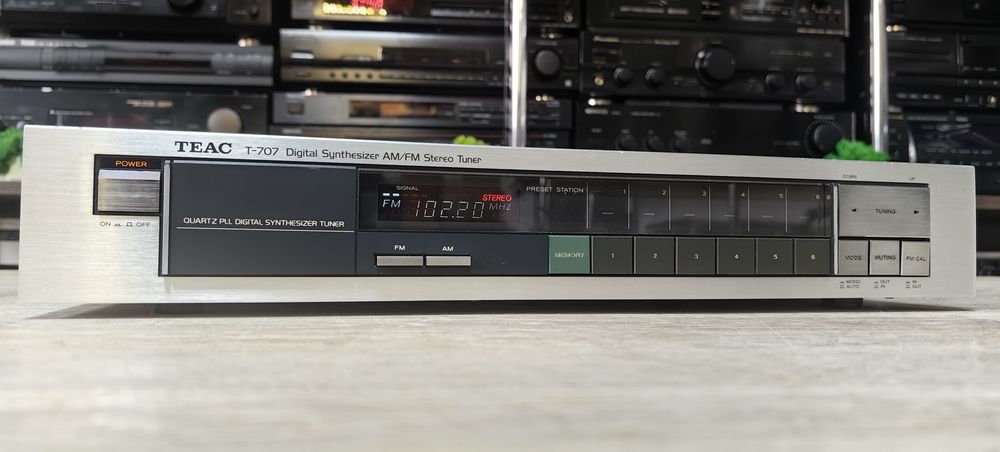 TEAC T-707 Digital Synthesizer AM/FM Stereo Tuner
POWER
ON OFF
QUARTZ PLL DIGITAL SYNTHESIZER TUNER
SIGNAL
STEREO
FM 102.20 MHz
FM AM
PRESET STATION 1 2 3 4 5 6
MEMORY 1 2 3 4 5 6
DOWN UP
TUNING
MODE MUTING FM CAL
MONO OUT IN
AUTO IN OUT